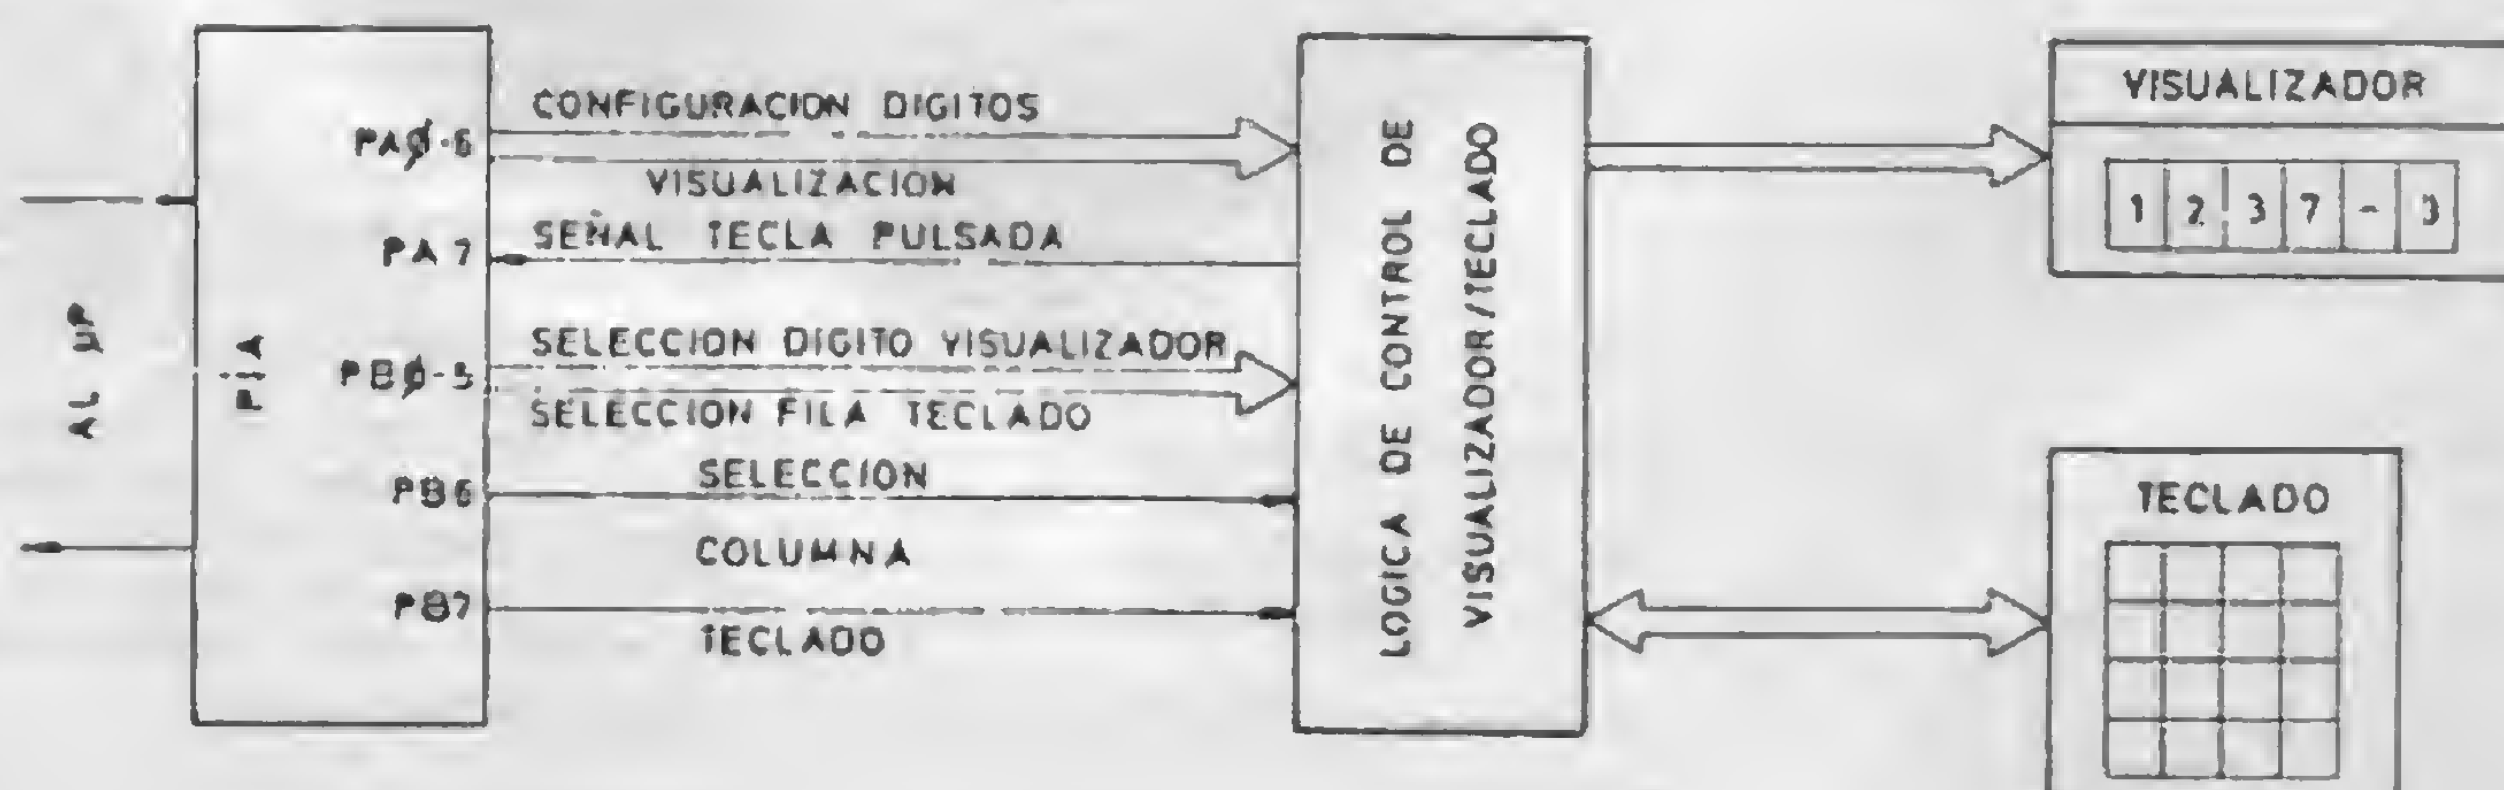 AL µP
PIA
PAØ-6
CONFIGURACION DIGITOS
VISUALIZACION
PA 7
SEÑAL TECLA PULSADA
PBØ-5
SELECCION DIGITO VISUALIZADOR
SELECCION FILA TECLADO
PB6
SELECCION
COLUMNA
PB7
TECLADO
LOGICA DE CONTROL DE
VISUALIZADOR/TECLADO
VISUALIZADOR
1 2 3 7 -
TECLADO